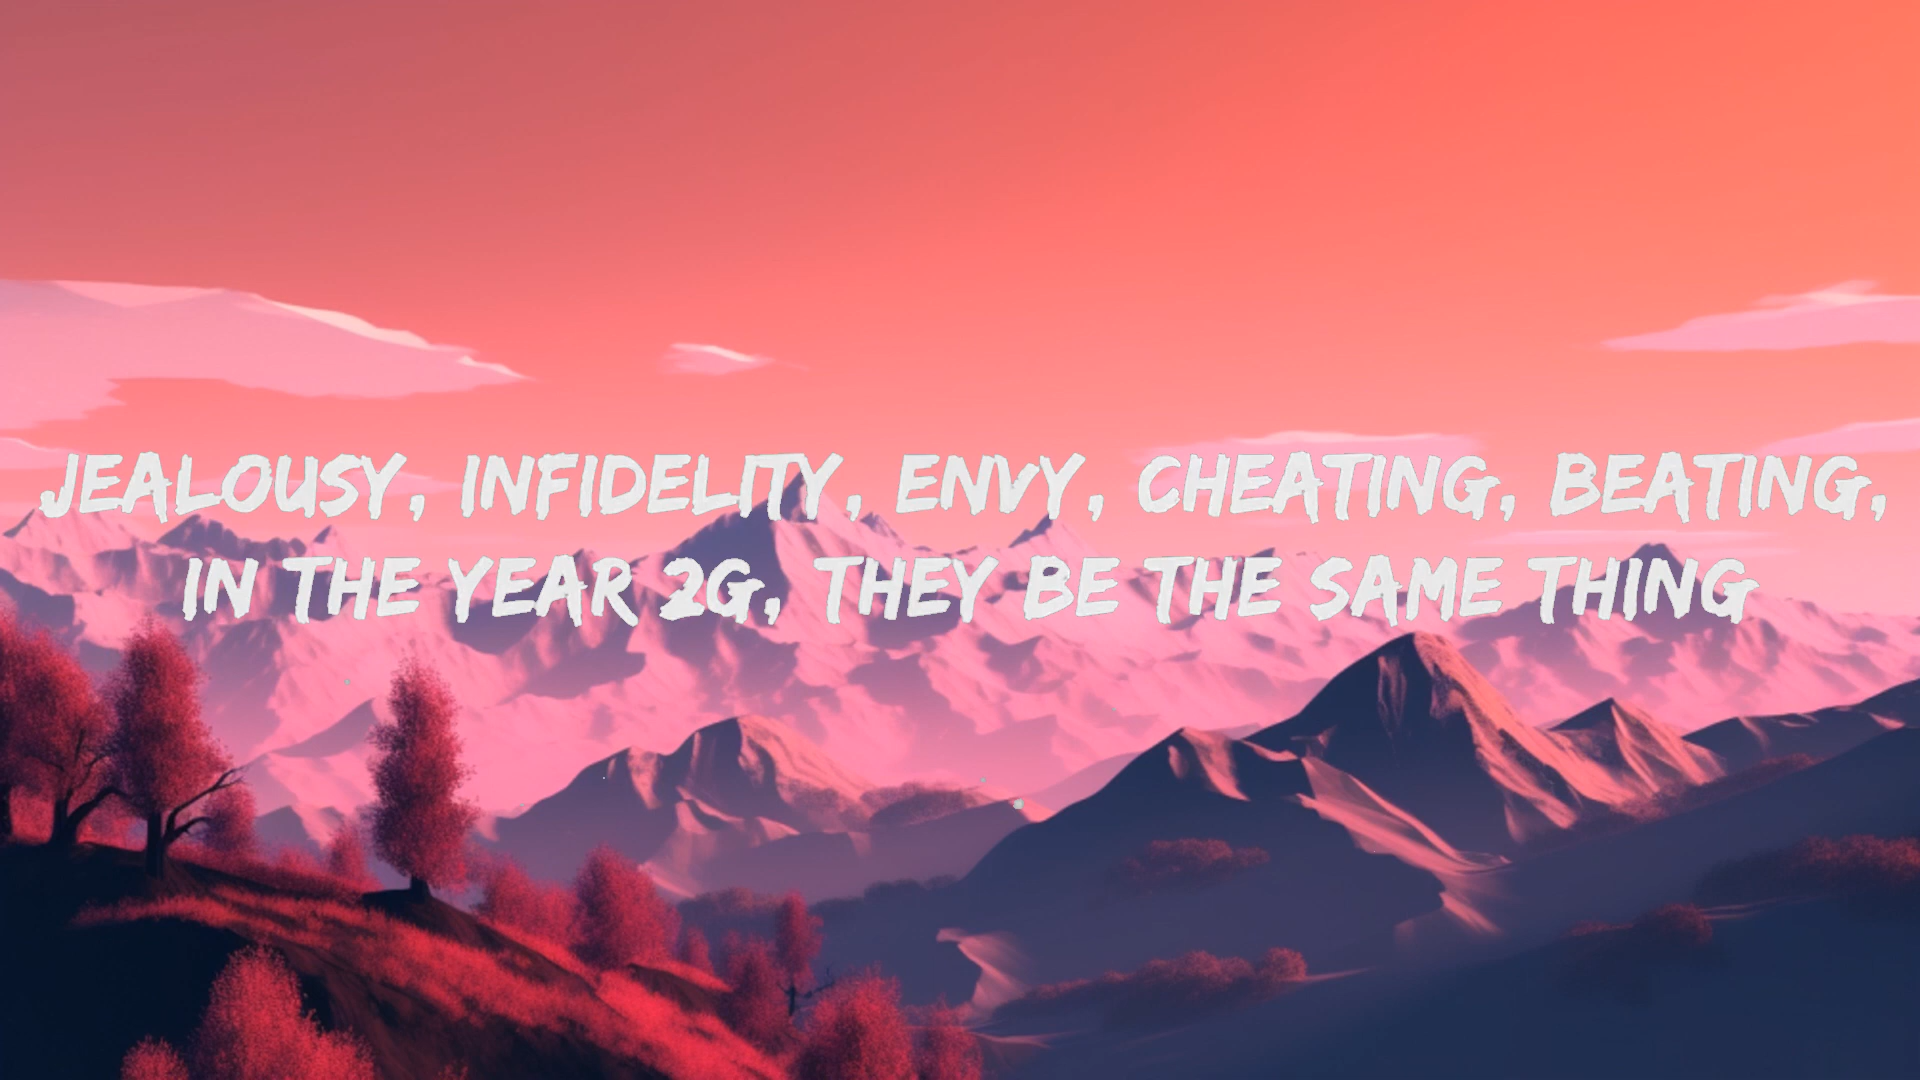 JEALOUSY, INFIDELITY, ENVY, CHEATING, BEATING,
IN THE YEAR 2G, THEY BE THE SAME THING